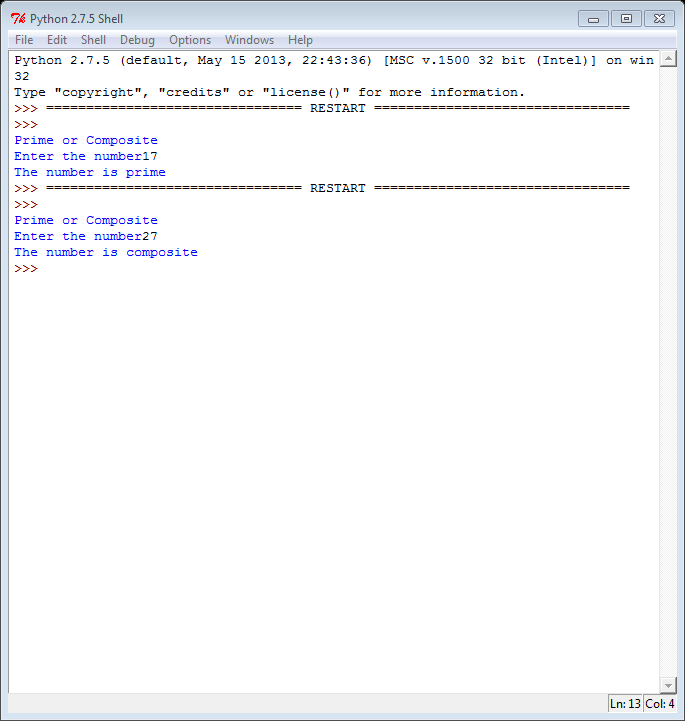 Python 2.7.5 Shell
File Edit Shell Debug Options Windows Help
Python 2.7.5 (default, May 15 2013, 22:43:36) [MSC v.1500 32 bit (Intel)] on win
32
Type "copyright", "credits" or "license()" for more information.
>>> ================================ RESTART ================================
>>>
Prime or Composite
Enter the number17
The number is prime
>>> ================================ RESTART ================================
>>>
Prime or Composite
Enter the number27
The number is composite
>>>
Ln: 13 Col: 4